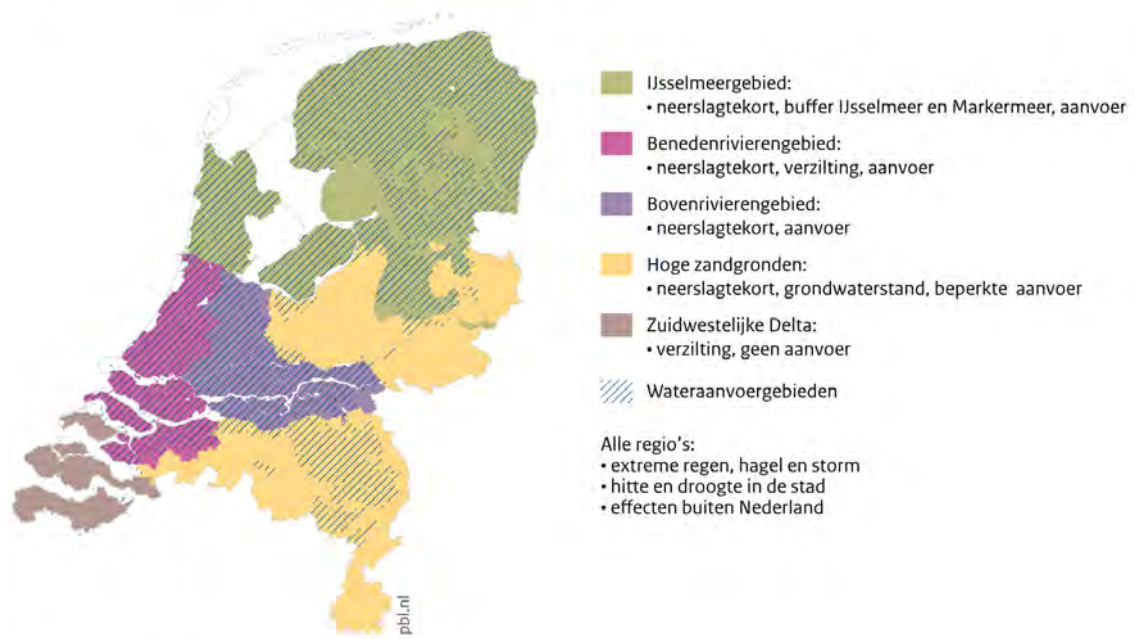 IJsselmeergebied:
• neerslagtekort, buffer IJsselmeer en Markermeer, aanvoer
Benedenrivierengebied:
• neerslagtekort, verzilting, aanvoer
Bovenrivierengebied:
• neerslagtekort, aanvoer
Hoge zandgronden:
• neerslagtekort, grondwaterstand, beperkte aanvoer
Zuidwestelijke Delta:
• verzilting, geen aanvoer
Wateraanvoergebieden
Alle regio's:
• extreme regen, hagel en storm
• hitte en droogte in de stad
• effecten buiten Nederland
pbl.nl